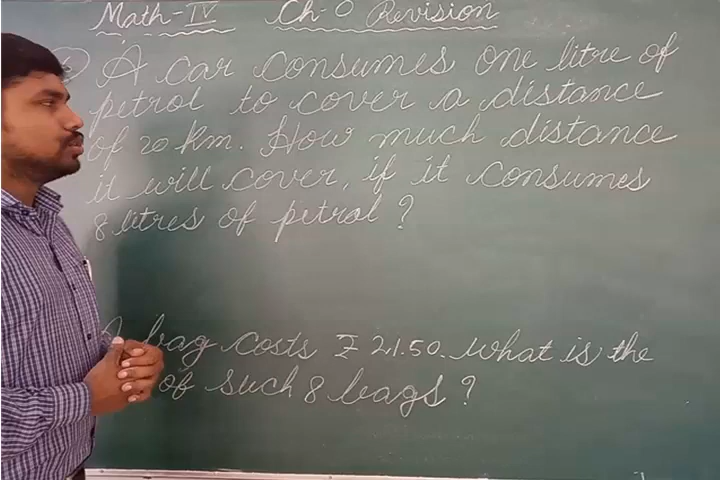 Math-IV Ch-0 Revision
A car consumes one litre of
petrol to cover a distance
of 20 km. How much distance
it will cover, if it consumes
8 litres of petrol ?
bag costs ₹ 21.50. What is the
of such 8 bags ?